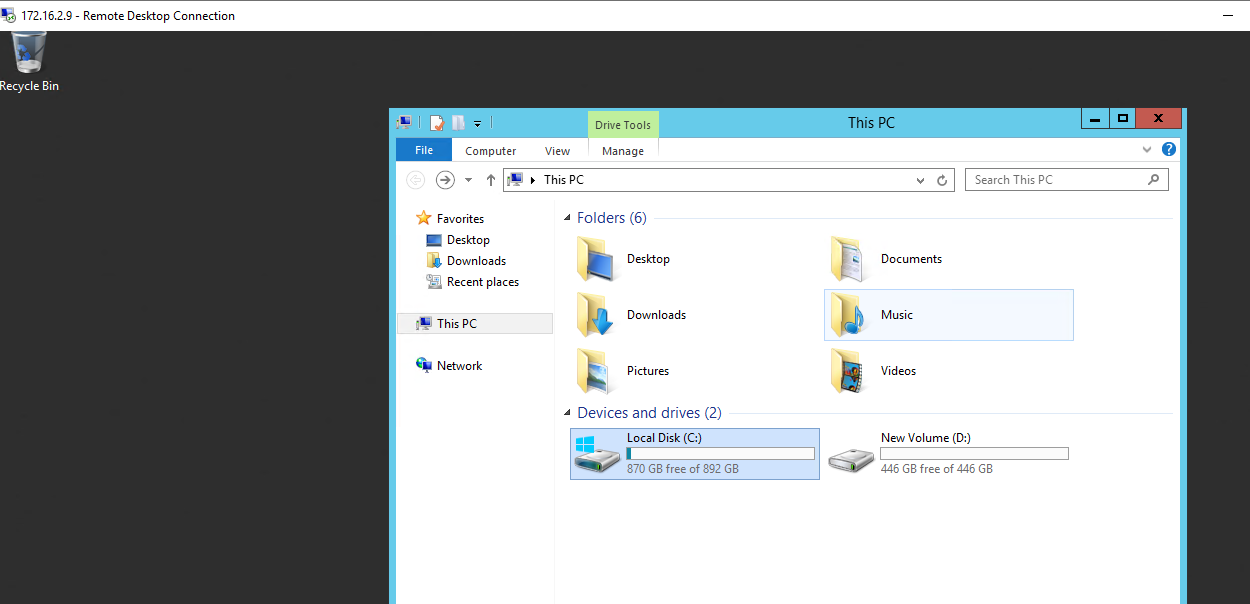 172.16.2.9 - Remote Desktop Connection
Recycle Bin
Drive Tools
This PC
File
Computer
View
Manage
This PC
Search This PC
Favorites
Desktop
Downloads
Recent places
This PC
Network
Folders (6)
Desktop
Documents
Downloads
Music
Pictures
Videos
Devices and drives (2)
Local Disk (C:)
870 GB free of 892 GB
New Volume (D:)
446 GB free of 446 GB